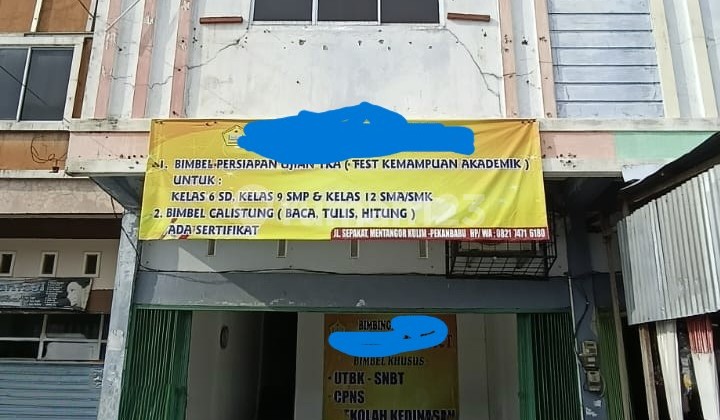 1. BIMBEL PERSIAPAN UJIAN TKA ( TEST KEMAMPUAN AKADEMIK )
UNTUK :
KELAS 6 SD, KELAS 9 SMP & KELAS 12 SMA/SMK
2. BIMBEL CALISTUNG ( BACA, TULIS, HITUNG )
ADA SERTIFIKAT
JL. SEPAKAT, MENTANGOR KULIM -PEKANBARU HP/ WA : 0821 7471 6180
BIMBING
BIMBEL KHUSUS :
• UTBK - SNBT
• CPNS
SEKOLAH KEDINASAN